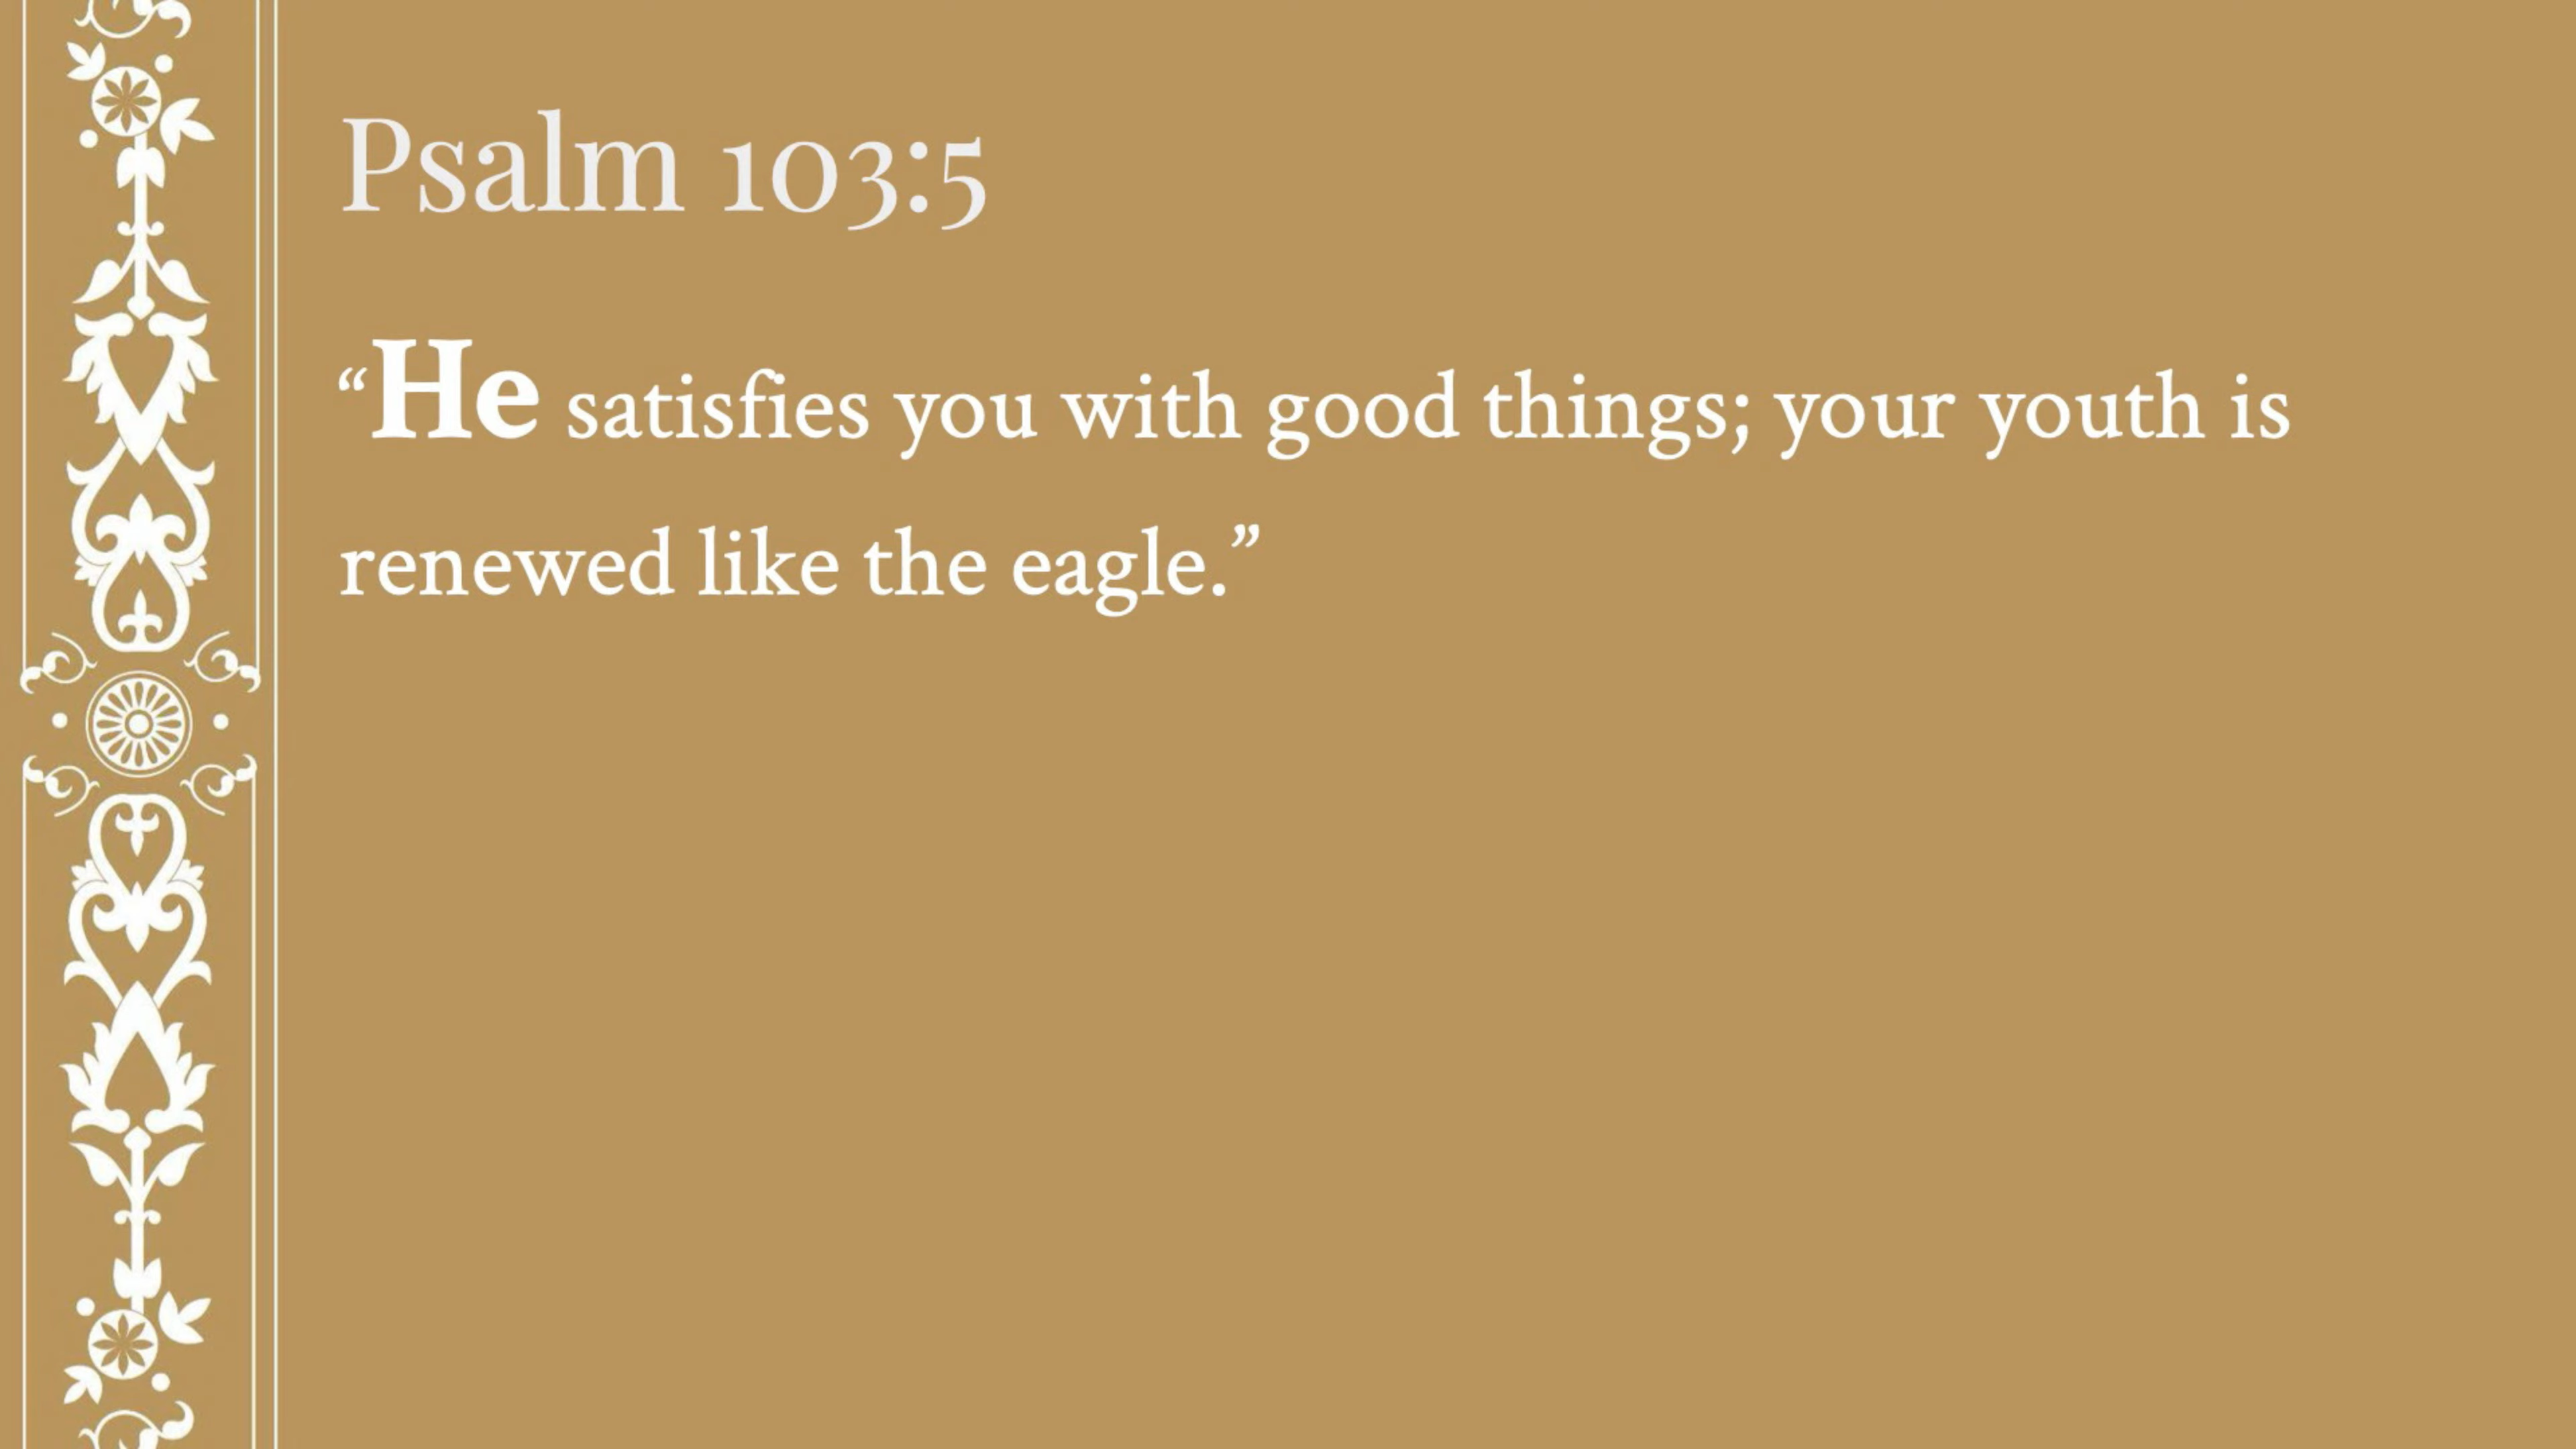 Psalm 103:5
“He satisfies you with good things; your youth is
renewed like the eagle.”